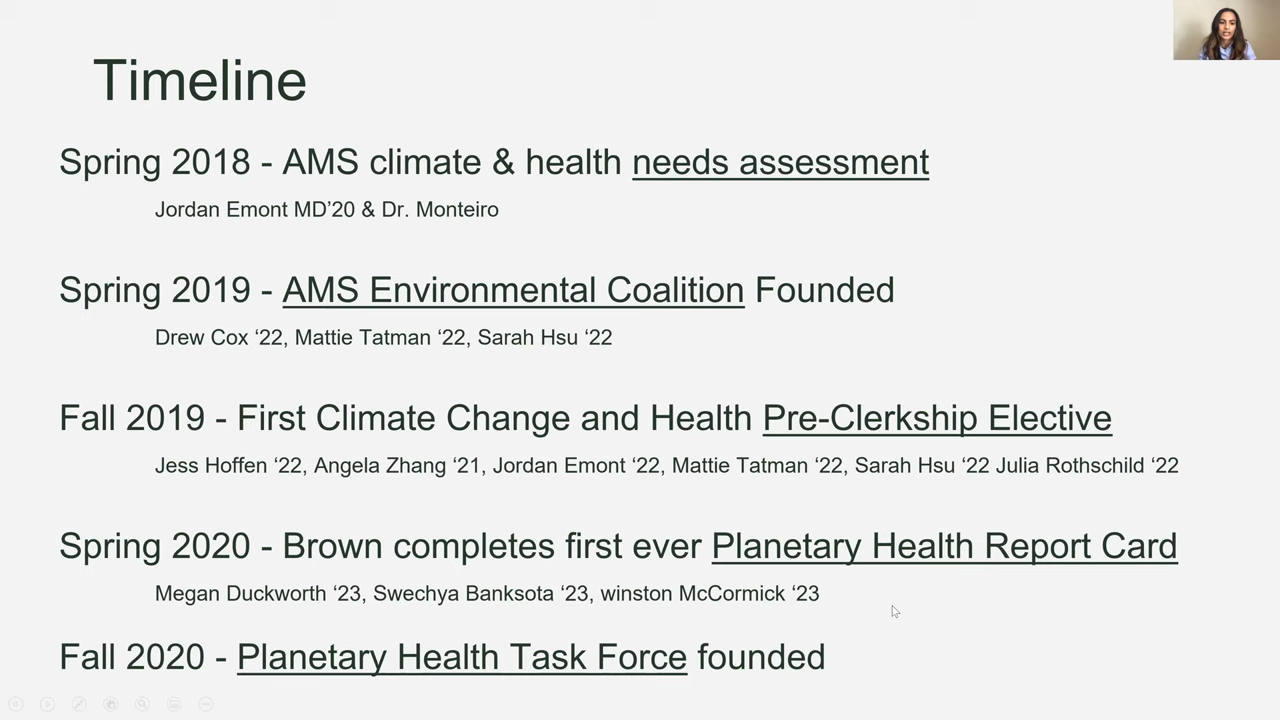 Timeline
Spring 2018 - AMS climate & health needs assessment
Jordan Emont MD’20 & Dr. Monteiro
Spring 2019 - AMS Environmental Coalition Founded
Drew Cox ‘22, Mattie Tatman ‘22, Sarah Hsu ‘22
Fall 2019 - First Climate Change and Health Pre-Clerkship Elective
Jess Hoffen ‘22, Angela Zhang ‘21, Jordan Emont ‘22, Mattie Tatman ‘22, Sarah Hsu ‘22 Julia Rothschild ‘22
Spring 2020 - Brown completes first ever Planetary Health Report Card
Megan Duckworth ‘23, Swechya Banksota ‘23, winston McCormick ‘23
Fall 2020 - Planetary Health Task Force founded